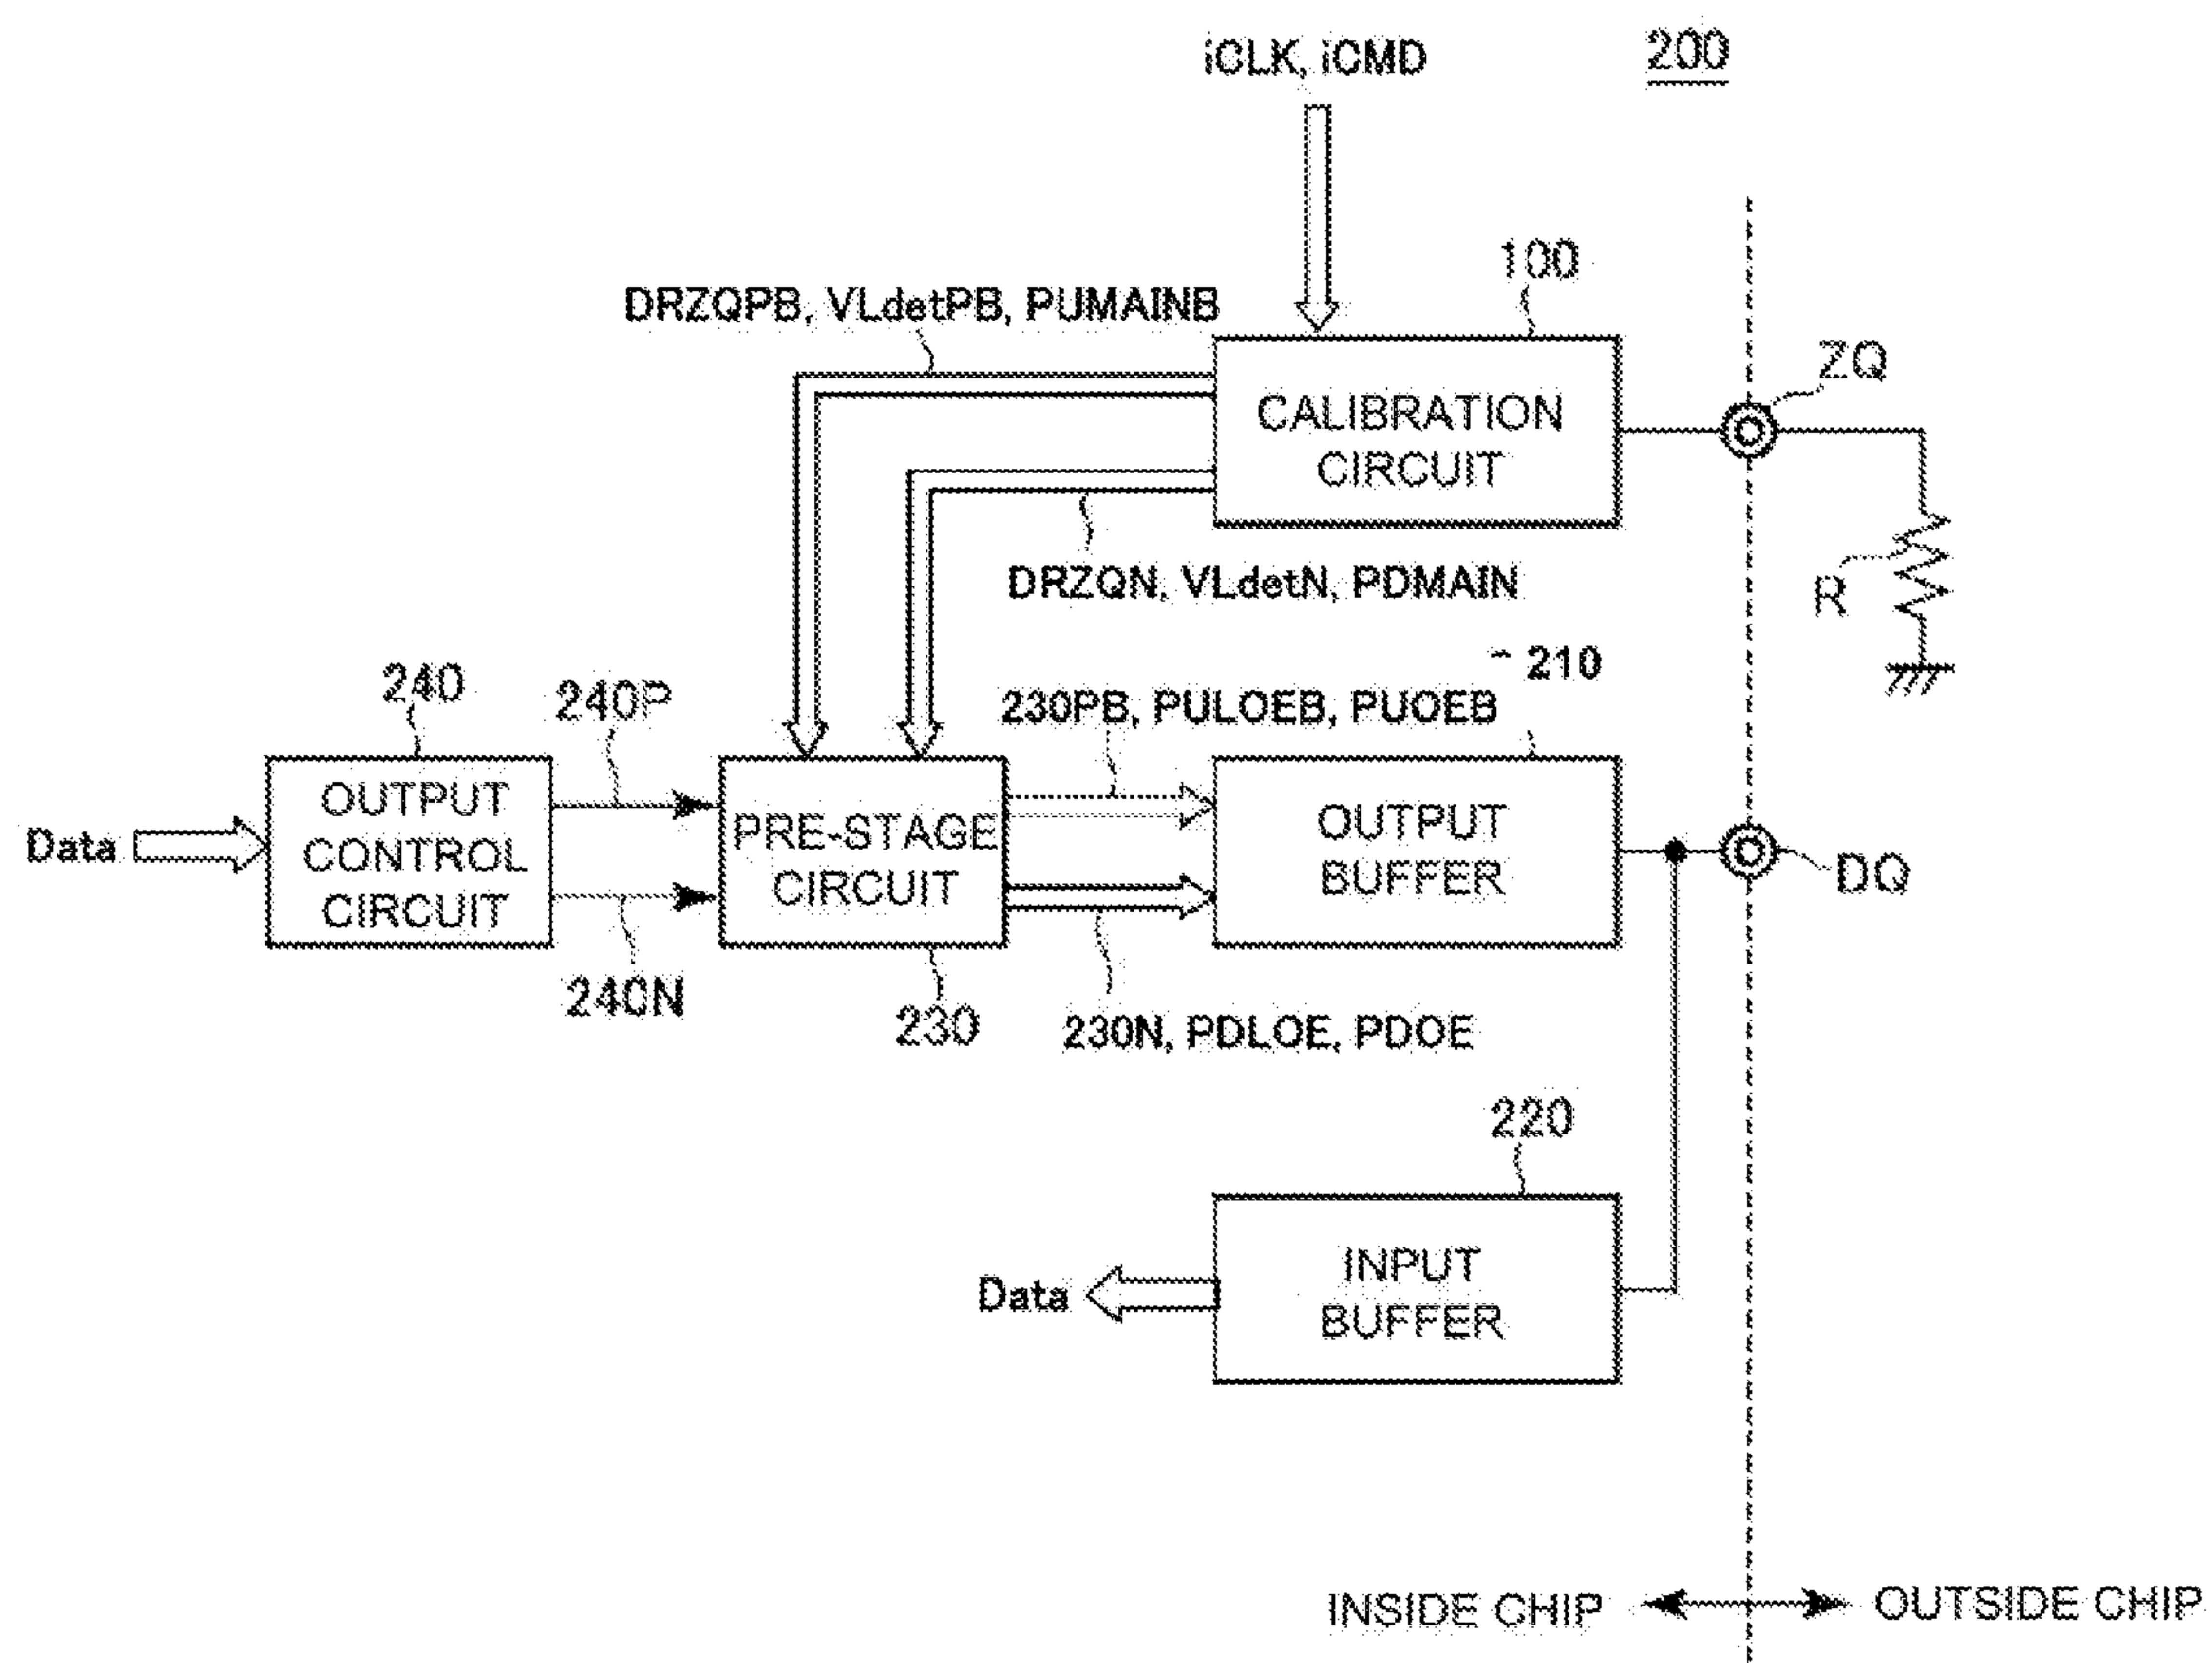 iCLK, iCMD
200
100
DRZQPB, VLdetPB, PUMAINB
ZQ
CALIBRATION
CIRCUIT
DRZQN, VLdetN, PDMAIN
R
210
240
240P
230PB, PULOEB, PUOEB
OUTPUT
CONTROL
CIRCUIT
Data
PRE-STAGE
CIRCUIT
OUTPUT
BUFFER
DQ
240N
230
230N, PDLOE, PDOE
220
INPUT
BUFFER
Data
INSIDE CHIP
OUTSIDE CHIP